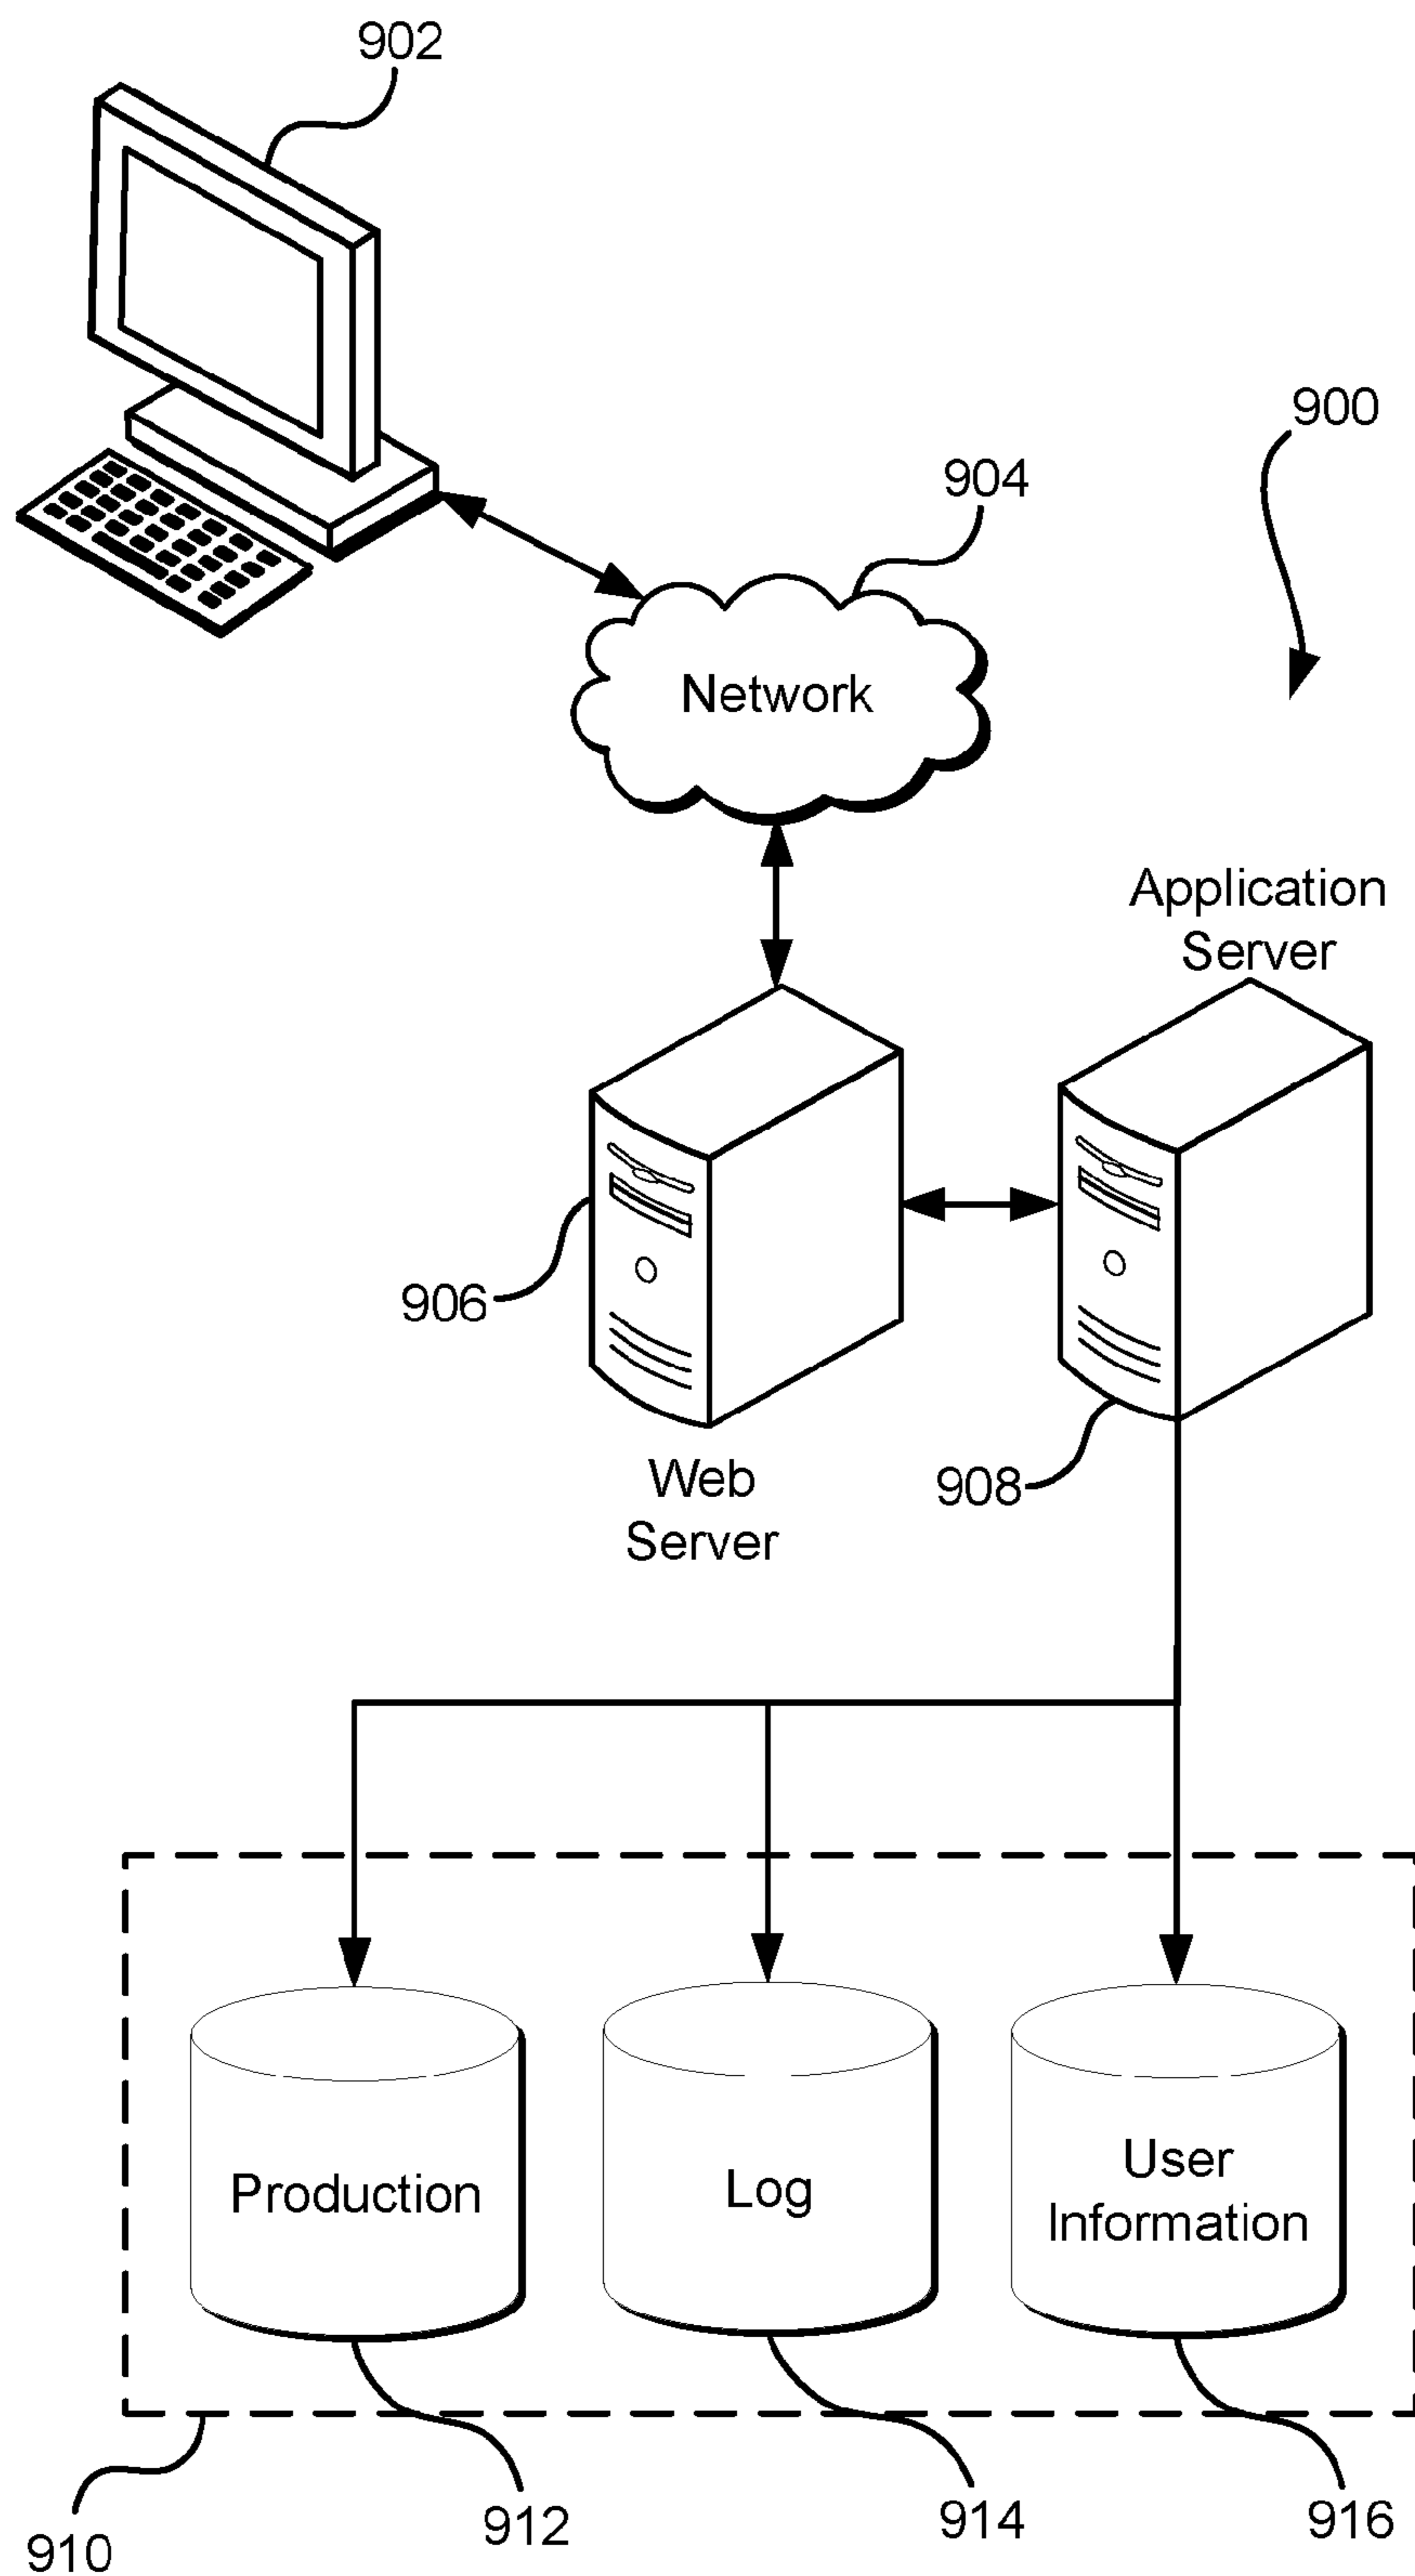 902
900
904
Network
Application
Server
906
908
Web
Server
Production
Log
User
Information
910
912
914
916